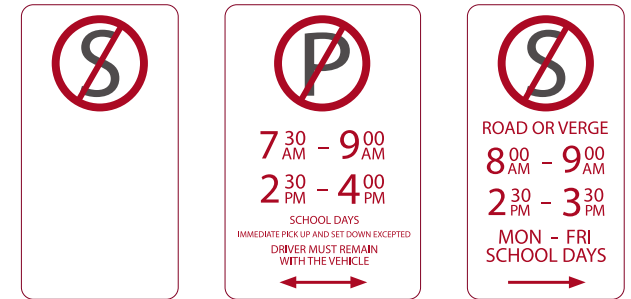 S
P
7 30 AM - 9 00 AM
2 30 PM - 4 00 PM
SCHOOL DAYS
IMMEDIATE PICK UP AND SET DOWN EXCEPTED
DRIVER MUST REMAIN
WITH THE VEHICLE
S
ROAD OR VERGE
8 00 AM - 9 00 AM
2 30 PM - 3 30 PM
MON - FRI
SCHOOL DAYS